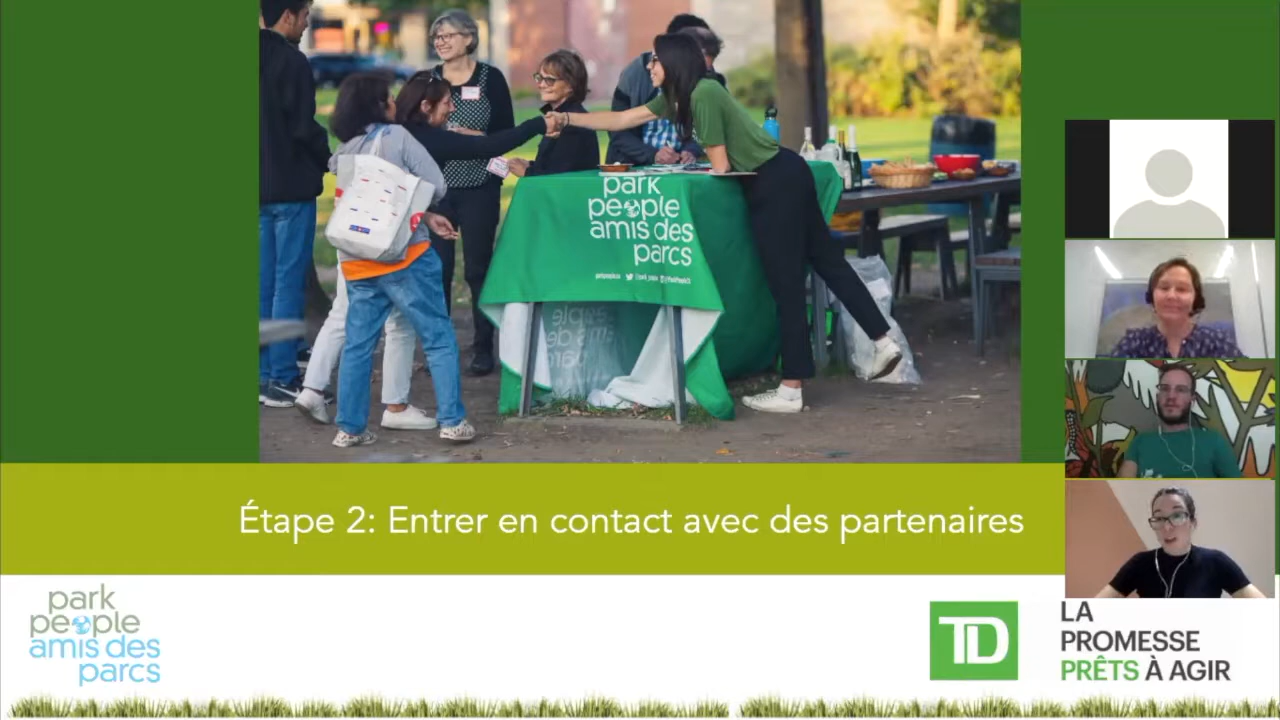 park
people
amis des
parcs
Étape 2: Entrer en contact avec des partenaires
park
people
amis des
parcs
TD
LA
PROMESSE
PRÊTS À AGIR